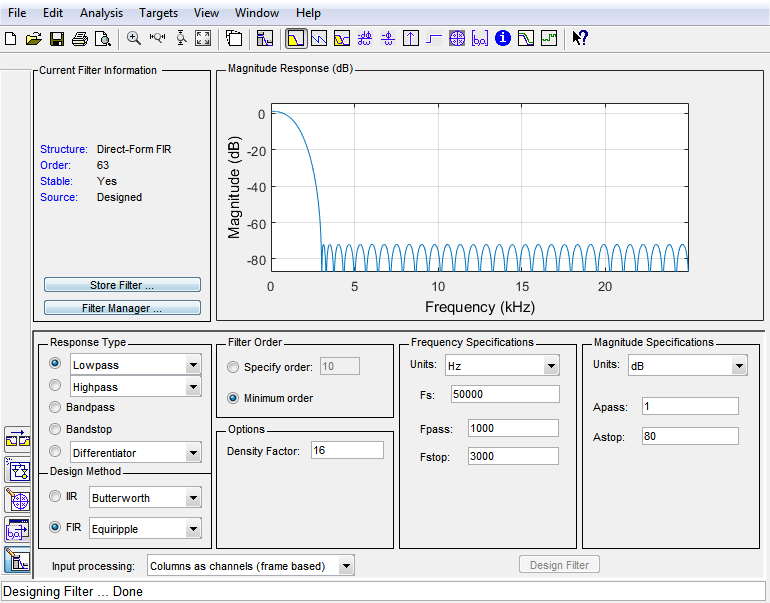 File Edit Analysis Targets View Window Help
Current Filter Information
Structure: Direct-Form FIR
Order: 63
Stable: Yes
Source: Designed
Store Filter ...
Filter Manager ...
Magnitude Response (dB)
0
-20
-40
-60
-80
Magnitude (dB)
0 5 10 15 20
Frequency (kHz)
Response Type
Lowpass
Highpass
Bandpass
Bandstop
Differentiator
Design Method
IIR Butterworth
FIR Equiripple
Filter Order
Specify order: 10
Minimum order
Options
Density Factor: 16
Frequency Specifications
Units: Hz
Fs: 50000
Fpass: 1000
Fstop: 3000
Magnitude Specifications
Units: dB
Apass: 1
Astop: 80
Input processing: Columns as channels (frame based)
Design Filter
Designing Filter ... Done